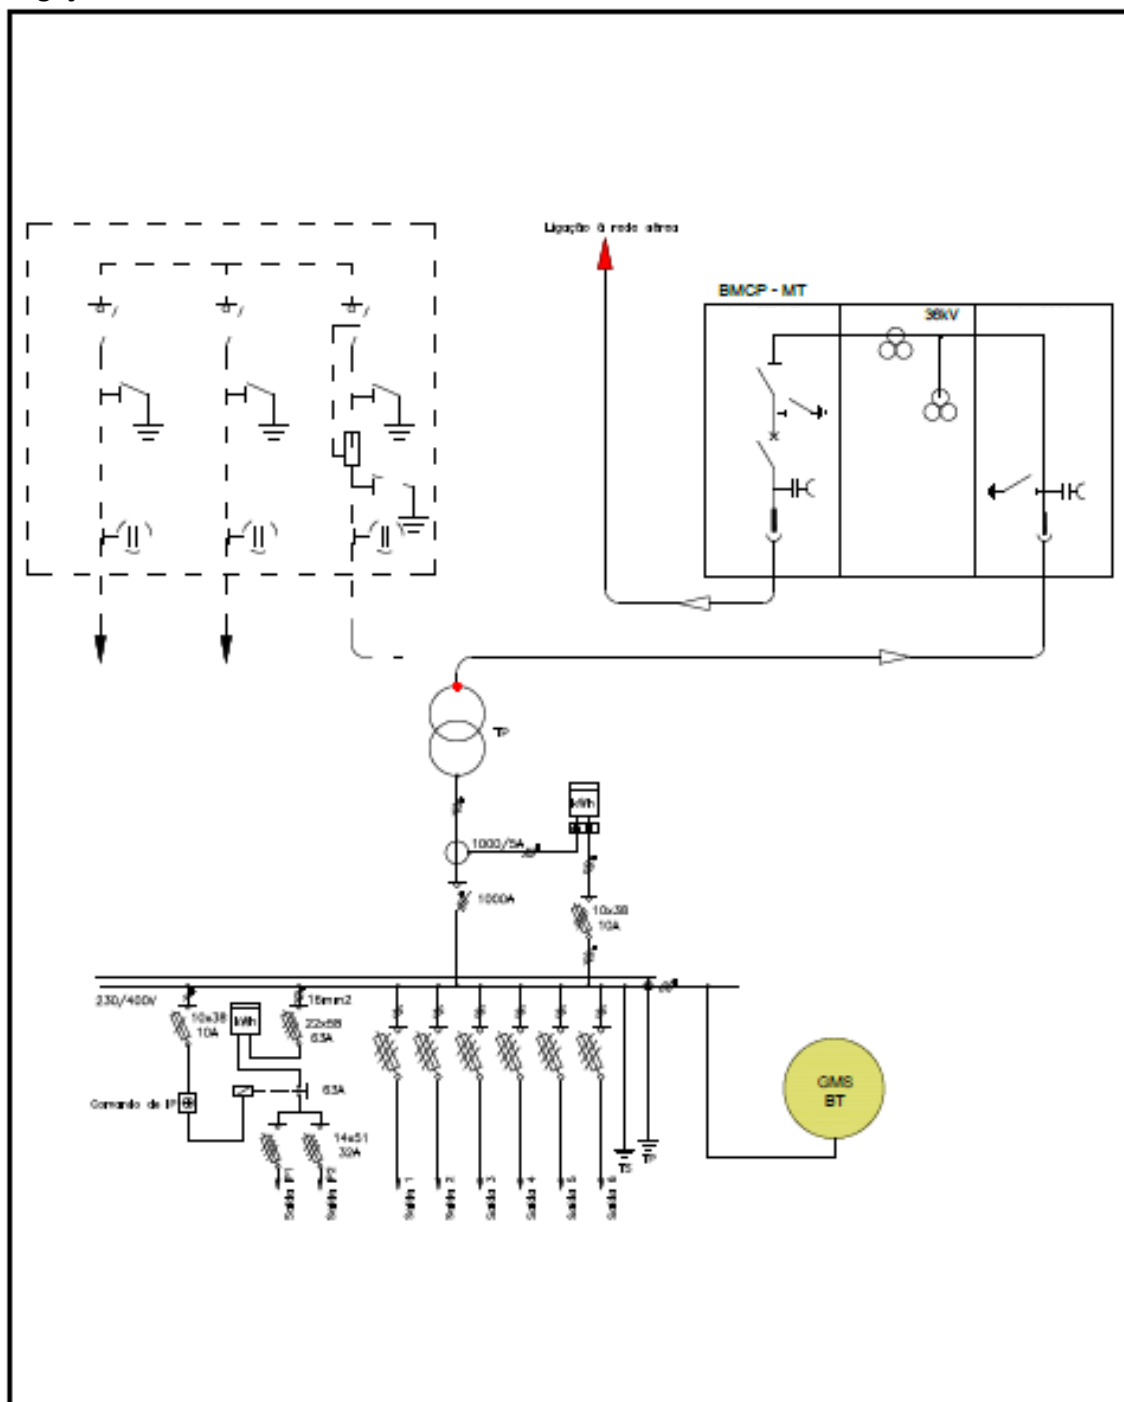 Ligação à rede aérea
BMCP - MT
36kV
TP
kWh
1000/5A
1000A
10x38
10A
230/400V
10x38
10A
kWh
16mm2
22x58
63A
63A
Comando de IP
14x51
32A
Saída IP1
Saída IP2
Saída 1
Saída 2
Saída 3
Saída 4
Saída 5
Saída 6
TS
TP
GMS
BT